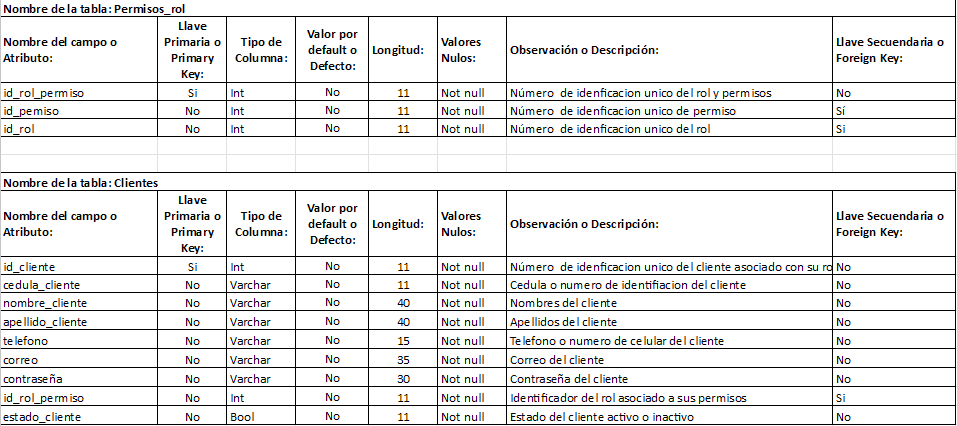 Nombre de la tabla: Permisos_rol
Nombre del campo o Atributo: Llave Primaria o Primary Key: Tipo de Columna: Valor por default o Defecto: Longitud: Valores Nulos: Observación o Descripción: Llave Secuendaria o Foreign Key:
id_rol_permiso Si Int No 11 Not null Número de idenficacion unico del rol y permisos No
id_pemiso No Int No 11 Not null Número de idenficacion unico de permiso Sí
id_rol No Int No 11 Not null Número de idenficacion unico del rol Si
Nombre de la tabla: Clientes
Nombre del campo o Atributo: Llave Primaria o Primary Key: Tipo de Columna: Valor por default o Defecto: Longitud: Valores Nulos: Observación o Descripción: Llave Secuendaria o Foreign Key:
id_cliente Si Int No 11 Not null Número de idenficacion unico del cliente asociado con su ro No
cedula_cliente No Varchar No 11 Not null Cedula o numero de identifiacion del cliente No
nombre_cliente No Varchar No 40 Not null Nombres del cliente No
apellido_cliente No Varchar No 40 Not null Apellidos del cliente No
telefono No Varchar No 15 Not null Telefono o numero de celular del cliente No
correo No Varchar No 35 Not null Correo del cliente No
contraseña No Varchar No 30 Not null Contraseña del cliente No
id_rol_permiso No Int No 11 Not null Identificador del rol asociado a sus permisos Si
estado_cliente No Bool No 11 Not null Estado del cliente activo o inactivo No